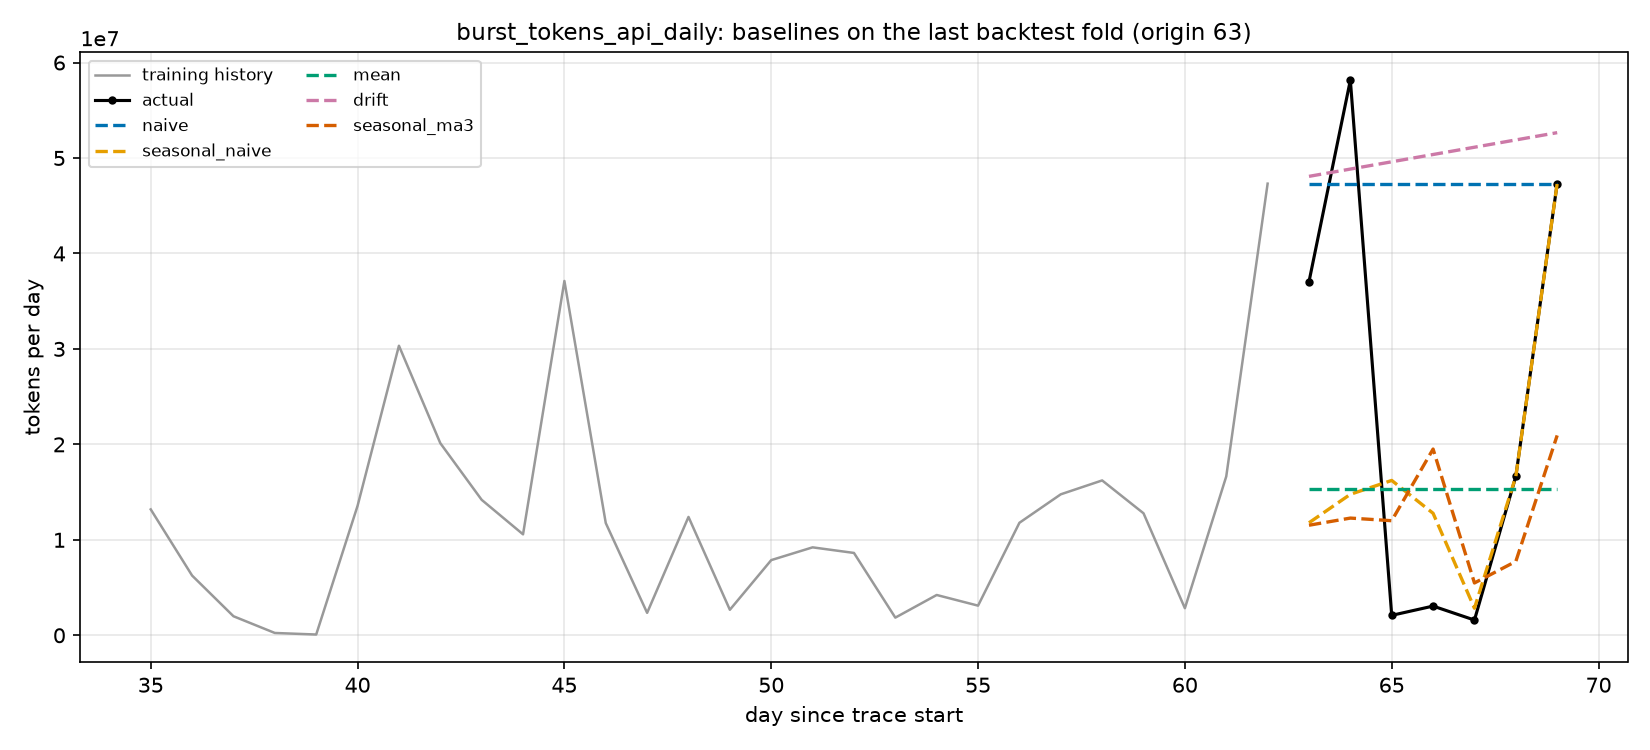 burst_tokens_api_daily: baselines on the last backtest fold (origin 63)
1e7
training history
actual
naive
seasonal_naive
mean
drift
seasonal_ma3
6
5
4
3
2
1
0
tokens per day
35 40 45 50 55 60 65 70
day since trace start